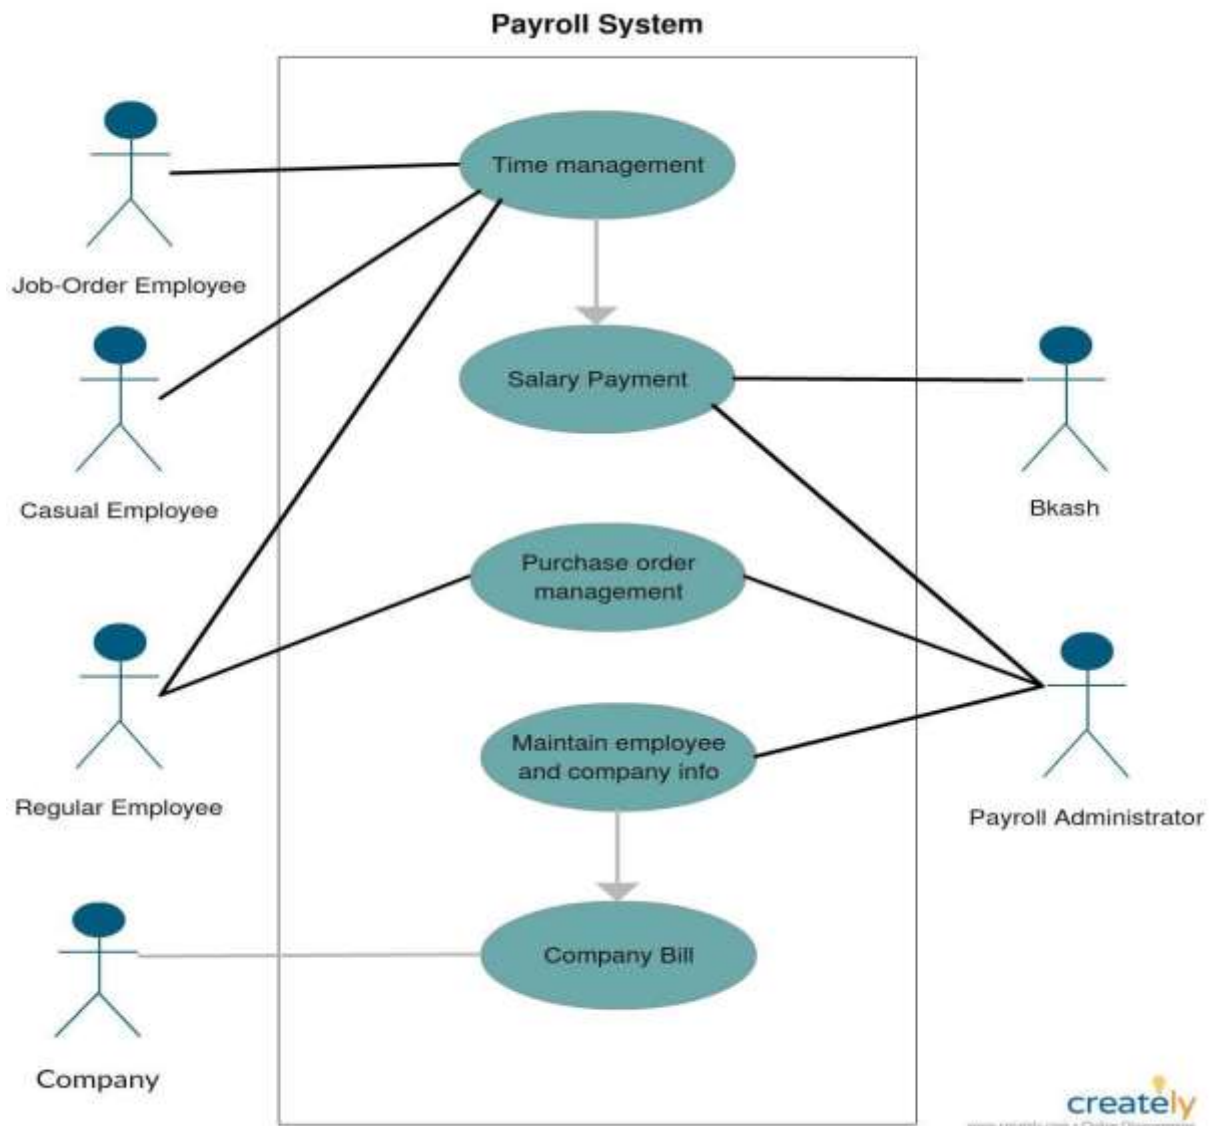 Payroll System
Time management
Job-Order Employee
Salary Payment
Casual Employee
Bkash
Purchase order
management
Maintain employee
and company info
Regular Employee
Payroll Administrator
Company Bill
Company
creately